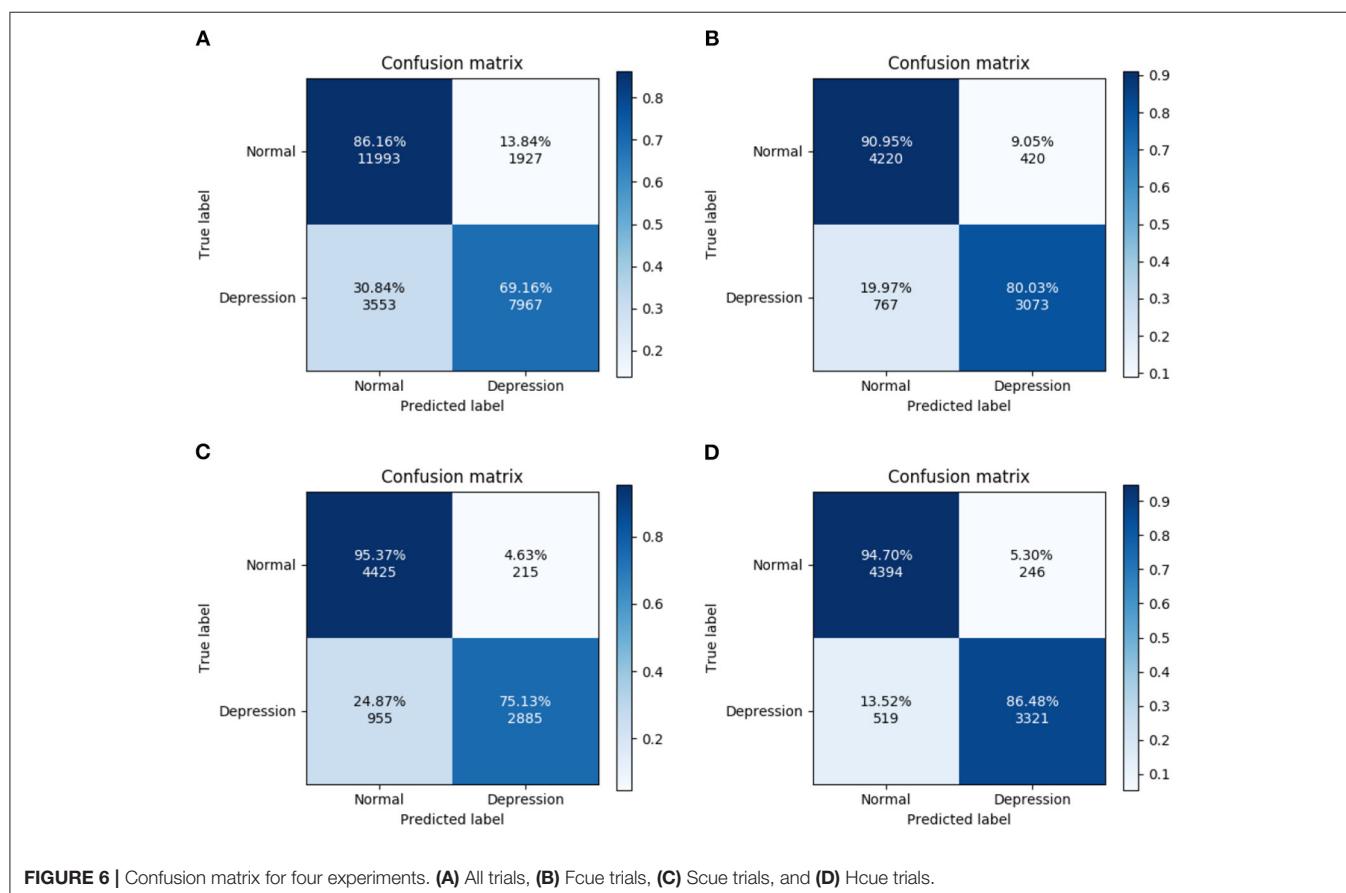 A
Confusion matrix
Normal
Depression
True label
86.16%
11993
13.84%
1927
30.84%
3553
69.16%
7967
Normal
Depression
Predicted label
0.8
0.7
0.6
0.5
0.4
0.3
0.2
B
Confusion matrix
Normal
Depression
True label
90.95%
4220
9.05%
420
19.97%
767
80.03%
3073
Normal
Depression
Predicted label
0.9
0.8
0.7
0.6
0.5
0.4
0.3
0.2
0.1
C
Confusion matrix
Normal
Depression
True label
95.37%
4425
4.63%
215
24.87%
955
75.13%
2885
Normal
Depression
Predicted label
0.8
0.6
0.4
0.2
D
Confusion matrix
Normal
Depression
True label
94.70%
4394
5.30%
246
13.52%
519
86.48%
3321
Normal
Depression
Predicted label
0.9
0.8
0.7
0.6
0.5
0.4
0.3
0.2
0.1
FIGURE 6 | Confusion matrix for four experiments. (A) All trials, (B) Fcue trials, (C) Scue trials, and (D) Hcue trials.